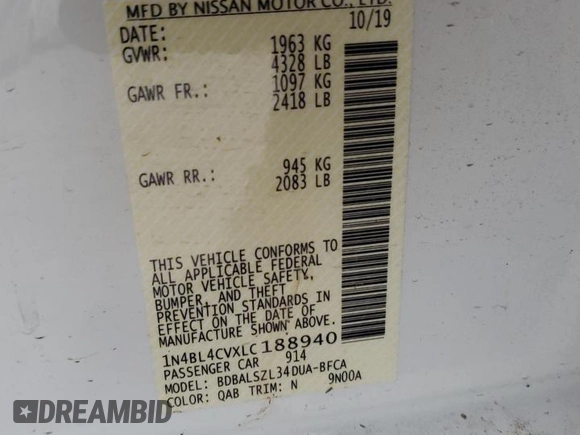 MFD BY NISSAN MOTOR CO., LTD.
DATE: 10/19
GVWR: 1963 KG
4328 LB
GAWR FR.: 1097 KG
2418 LB
GAWR RR.: 945 KG
2083 LB
THIS VEHICLE CONFORMS TO
ALL APPLICABLE FEDERAL
MOTOR VEHICLE SAFETY,
BUMPER, AND THEFT
PREVENTION STANDARDS IN
EFFECT ON THE DATE OF
MANUFACTURE SHOWN ABOVE.
1N4BL4CVXLC188940
PASSENGER CAR 914
MODEL: BDBALSZL34DUA-BFCA
COLOR: QAB TRIM: N 9N00A
DREAMBID